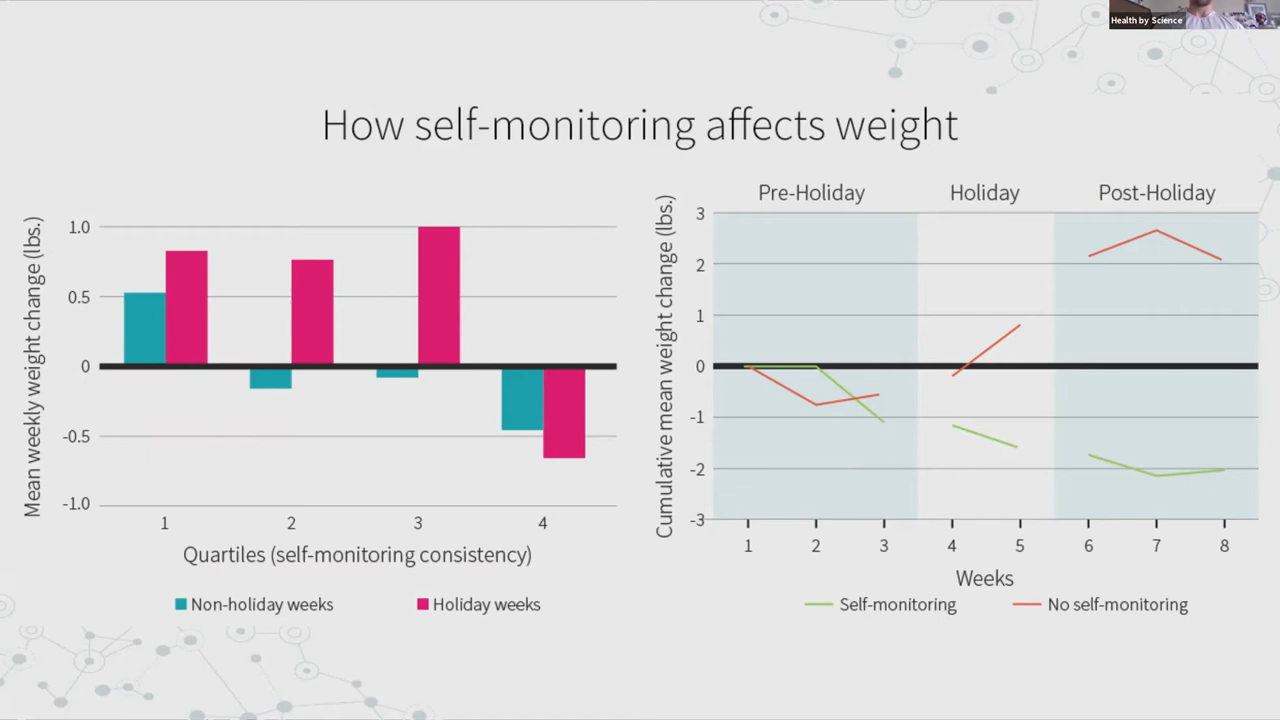 Health by Science
How self-monitoring affects weight
Mean weekly weight change (lbs.)
1.0
0.5
0
-0.5
-1.0
1 2 3 4
Quartiles (self-monitoring consistency)
Non-holiday weeks Holiday weeks
Pre-Holiday Holiday Post-Holiday
Cumulative mean weight change (lbs.)
3
2
1
0
-1
-2
-3
1 2 3 4 5 6 7 8
Weeks
Self-monitoring No self-monitoring